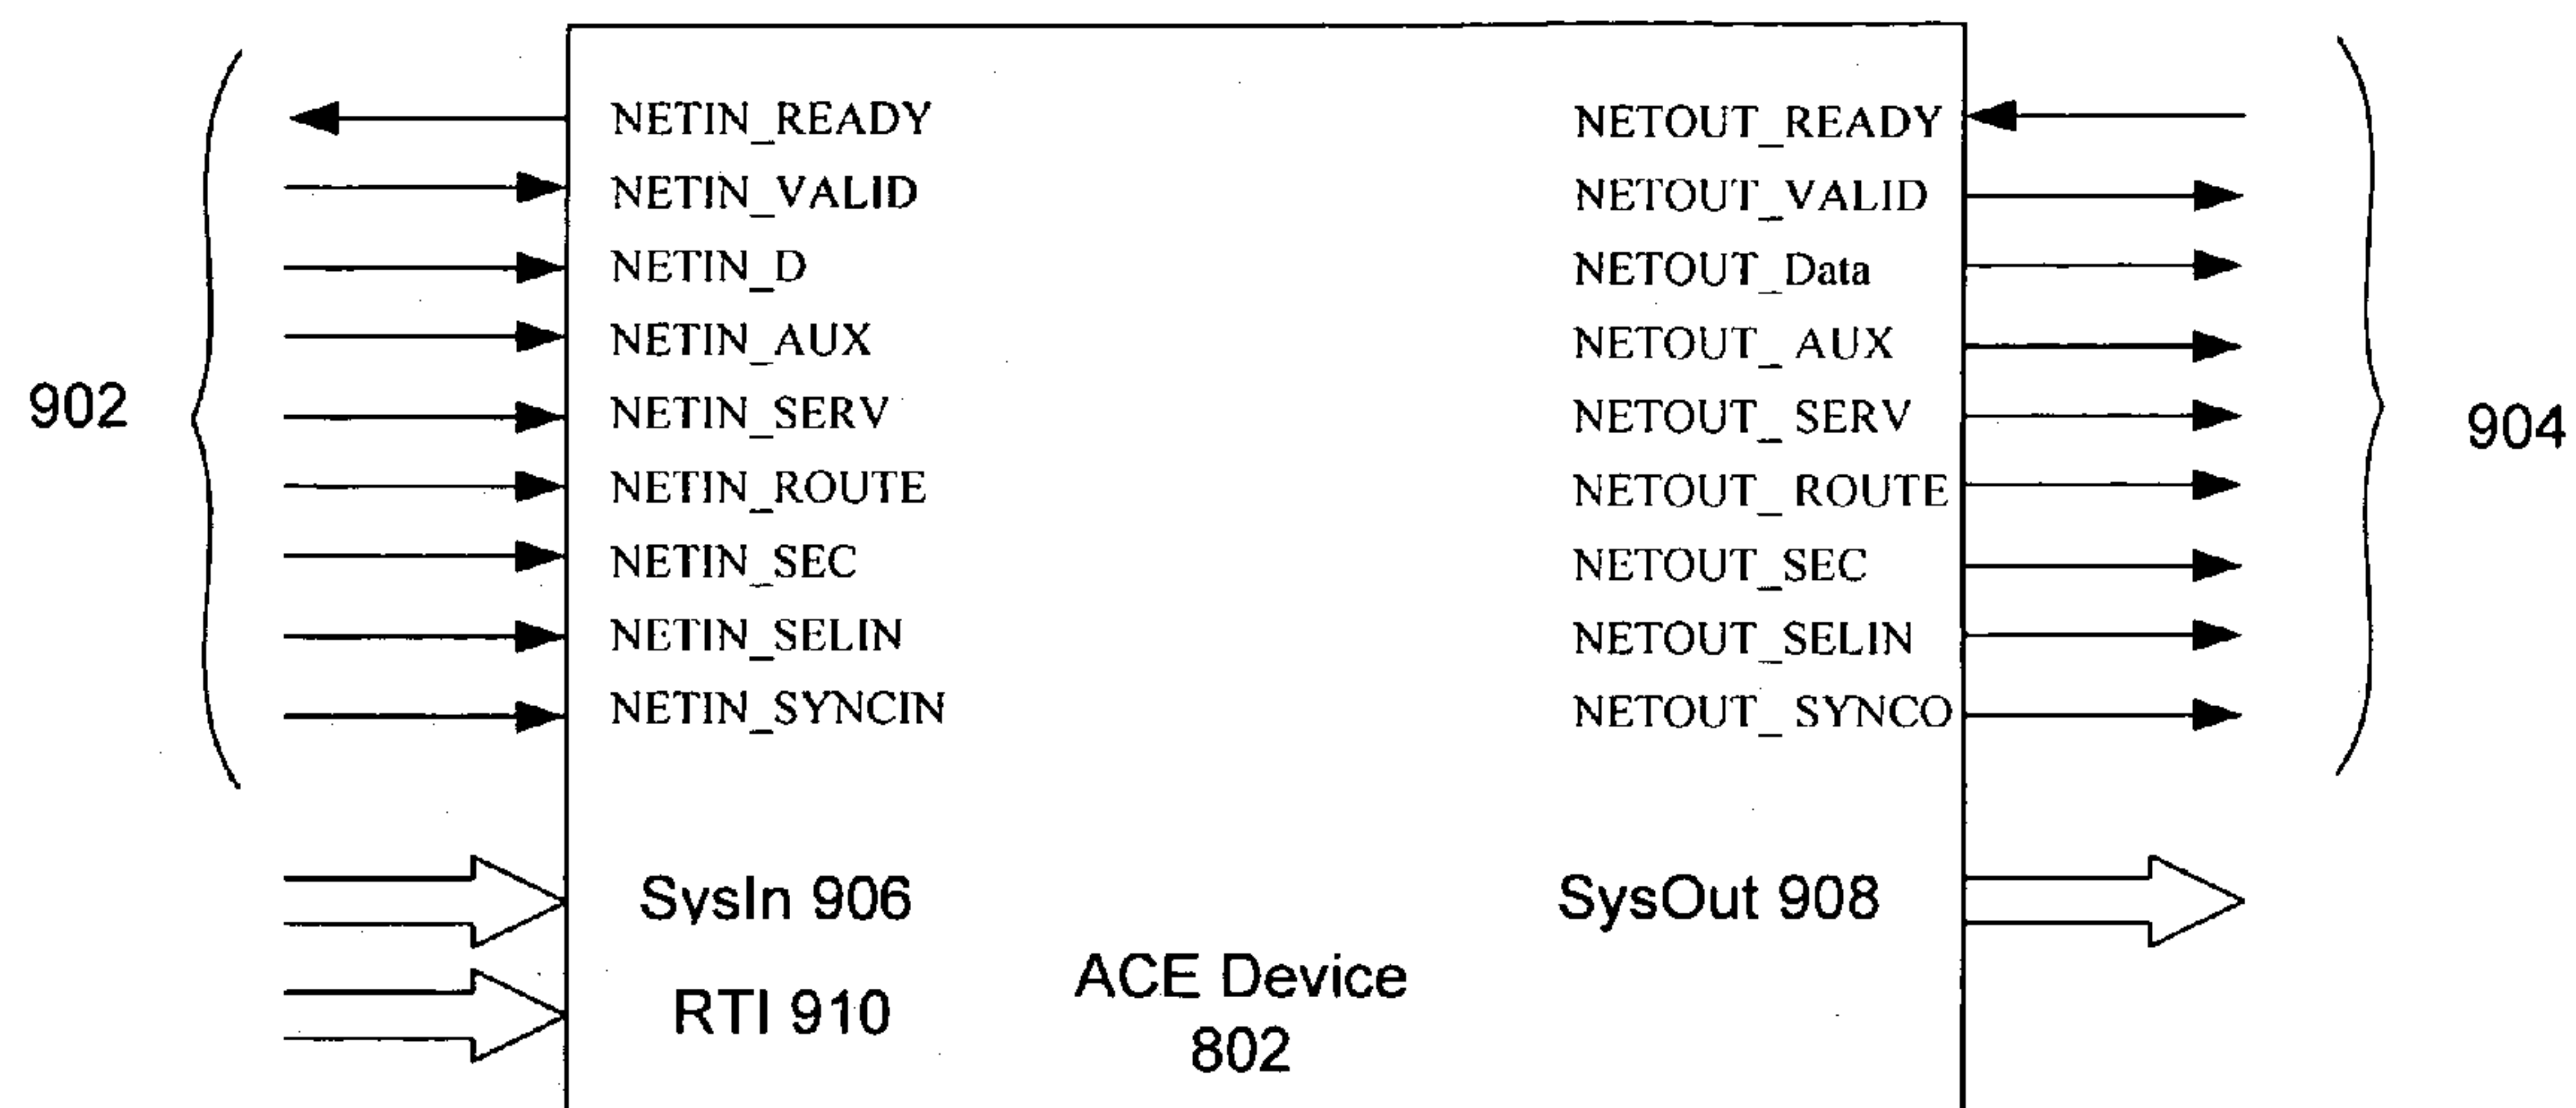 NETIN_READY
NETIN_VALID
NETIN_D
NETIN_AUX
NETIN_SERV
NETIN_ROUTE
NETIN_SEC
NETIN_SELIN
NETIN_SYNCIN
902
NETOUT_READY
NETOUT_VALID
NETOUT_Data
NETOUT_ AUX
NETOUT_ SERV
NETOUT_ ROUTE
NETOUT_SEC
NETOUT_SELIN
NETOUT_ SYNCO
904
SysIn 906
SysOut 908
RTI 910
ACE Device
802